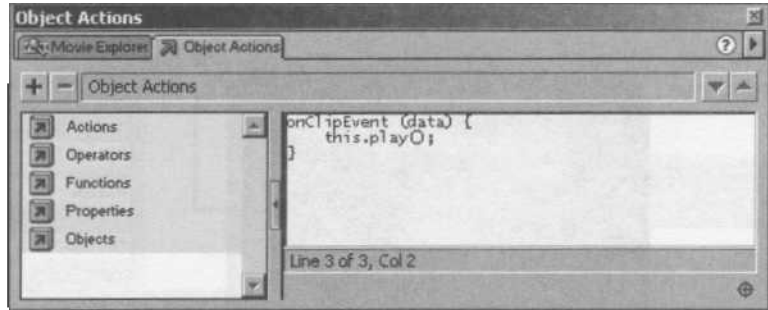 Object Actions
Movie Explorer Object Actions
Object Actions
Actions
Operators
Functions
Properties
Objects
onClipEvent (data) {
this.play();
}
Line 3 of 3, Col 2